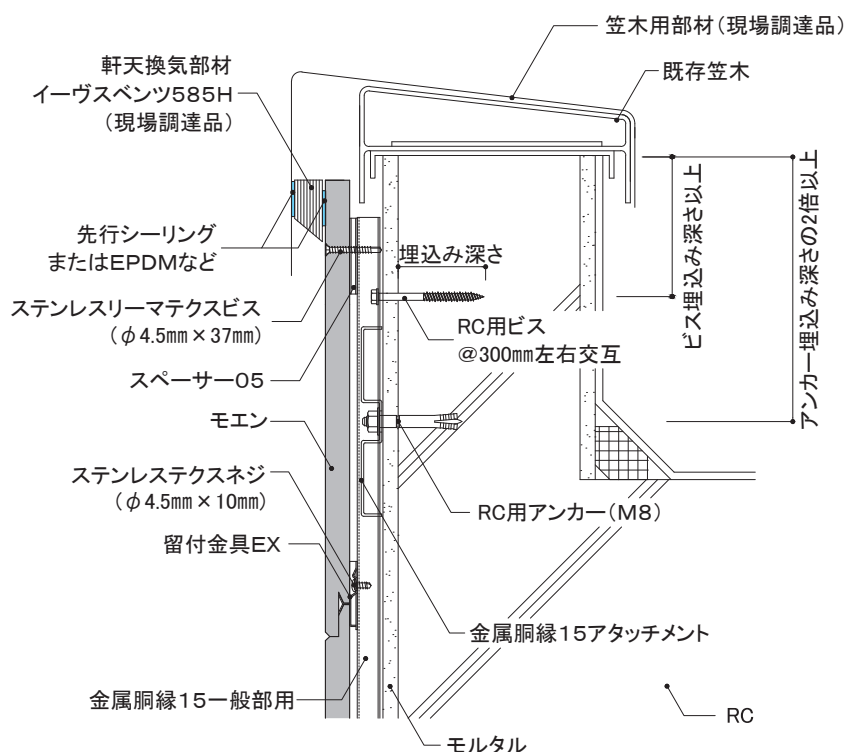 笠木用部材（現場調達品）
既存笠木
軒天換気部材
イーヴスベンツ585H
（現場調達品）
先行シーリング
またはEPDMなど
ステンレスリーマテクスビス
（φ4.5mm×37mm）
スペーサー05
モエン
ステンレステクスネジ
（φ4.5mm×10mm）
留付金具EX
金属胴縁15一般部用
埋込み深さ
RC用ビス
@300mm左右交互
ビス埋込み深さ以上
アンカー埋込み深さの2倍以上
RC用アンカー（M8）
金属胴縁15アタッチメント
RC
モルタル